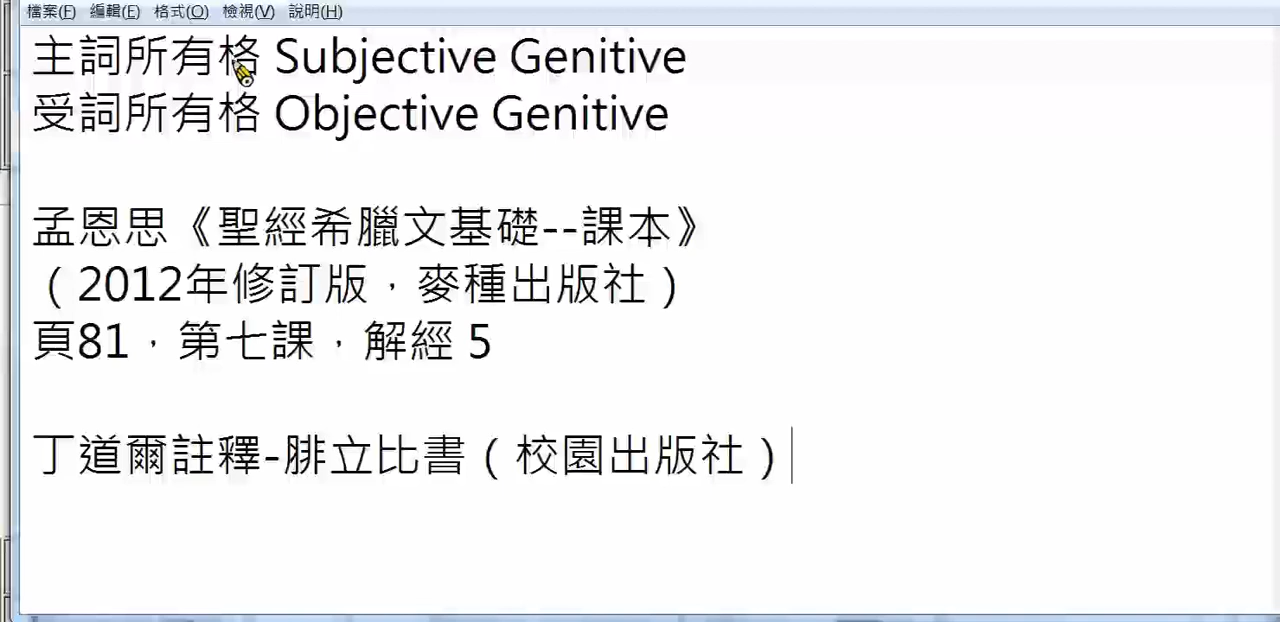 檔案(F) 編輯(E) 格式(O) 檢視(V) 說明(H)
主詞所有格 Subjective Genitive
受詞所有格 Objective Genitive
孟恩思《聖經希臘文基礎--課本》
（2012年修訂版，麥種出版社）
頁81，第七課，解經 5
丁道爾註釋-腓立比書（校園出版社）